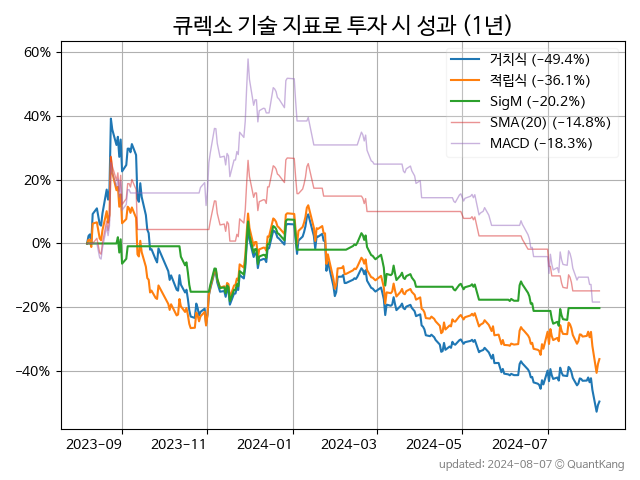 큐렉소 기술 지표로 투자 시 성과 (1년)
60%
40%
20%
0%
−20%
−40%
거치식 (−49.4%)
적립식 (−36.1%)
SigM (−20.2%)
SMA(20) (−14.8%)
MACD (−18.3%)
2023-09 2023-11 2024-01 2024-03 2024-05 2024-07
updated: 2024-08-07 © QuantKang